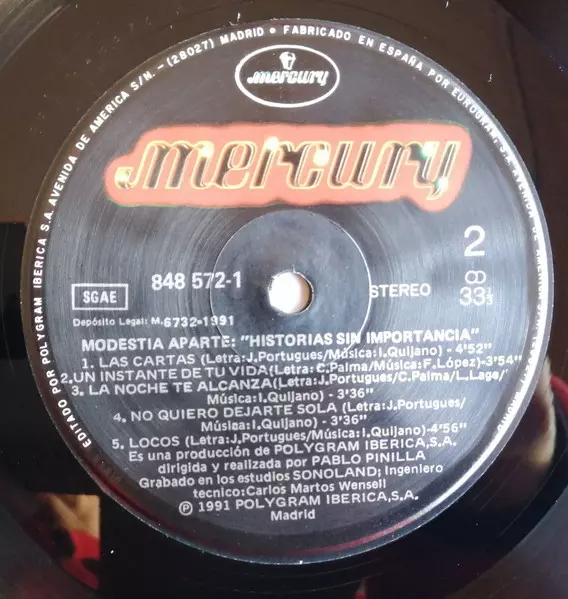 EDITADO POR POLYGRAM IBERICA S.A. AVENIDA DE AMERICA S/N. - (28027) MADRID • FABRICADO EN ESPAÑA POR EUROGRAM, S.A. AVENIDA DE AMERICA
mercury
mercury
848 572-1
2
SGAE
STEREO
33⅓
Depósito Legal: M.-6732-1991
MODESTIA APARTE: "HISTORIAS SIN IMPORTANCIA"
1. LAS CARTAS (Letra: J. Portugues/Música: I. Quijano) - 4'52"
2. UN INSTANTE DE TU VIDA (Letra: C. Palma/Música: F. López) - 3'54"
3. LA NOCHE TE ALCANZA (Letra: J. Portugues/C. Palma/L. Lage/
Música: I. Quijano) - 3'36"
4. NO QUIERO DEJARTE SOLA (Letra: J. Portugues/
Música: I. Quijano) - 3'36"
5. LOCOS (Letra: J. Portugues/Música: I. Quijano) - 4'56"
Es una producción de POLYGRAM IBERICA, S.A.
dirigida y realizada por PABLO PINILLA
Grabado en los estudios SONOLAND; Ingeniero
tecnico: Carlos Martos Wensell
℗ 1991 POLYGRAM IBERICA, S.A.
Madrid